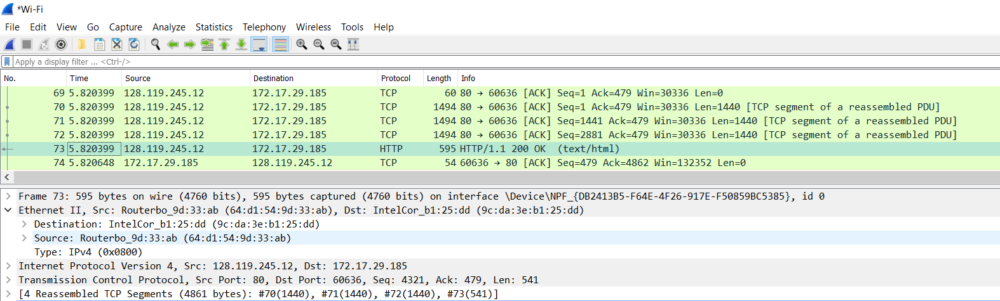 *Wi-Fi
File Edit View Go Capture Analyze Statistics Telephony Wireless Tools Help
Apply a display filter ... <Ctrl-/>
No. Time Source Destination Protocol Length Info
69 5.820399 128.119.245.12 172.17.29.185 TCP 60 80 → 60636 [ACK] Seq=1 Ack=479 Win=30336 Len=0
70 5.820399 128.119.245.12 172.17.29.185 TCP 1494 80 → 60636 [ACK] Seq=1 Ack=479 Win=30336 Len=1440 [TCP segment of a reassembled PDU]
71 5.820399 128.119.245.12 172.17.29.185 TCP 1494 80 → 60636 [ACK] Seq=1441 Ack=479 Win=30336 Len=1440 [TCP segment of a reassembled PDU]
72 5.820399 128.119.245.12 172.17.29.185 TCP 1494 80 → 60636 [ACK] Seq=2881 Ack=479 Win=30336 Len=1440 [TCP segment of a reassembled PDU]
73 5.820399 128.119.245.12 172.17.29.185 HTTP 595 HTTP/1.1 200 OK (text/html)
74 5.820648 172.17.29.185 128.119.245.12 TCP 54 60636 → 80 [ACK] Seq=479 Ack=4862 Win=132352 Len=0
Frame 73: 595 bytes on wire (4760 bits), 595 bytes captured (4760 bits) on interface \Device\NPF_{DB2413B5-F64E-4F26-917E-F50859BC5385}, id 0
Ethernet II, Src: Routerbo_9d:33:ab (64:d1:54:9d:33:ab), Dst: IntelCor_b1:25:dd (9c:da:3e:b1:25:dd)
Destination: IntelCor_b1:25:dd (9c:da:3e:b1:25:dd)
Source: Routerbo_9d:33:ab (64:d1:54:9d:33:ab)
Type: IPv4 (0x0800)
Internet Protocol Version 4, Src: 128.119.245.12, Dst: 172.17.29.185
Transmission Control Protocol, Src Port: 80, Dst Port: 60636, Seq: 4321, Ack: 479, Len: 541
[4 Reassembled TCP Segments (4861 bytes): #70(1440), #71(1440), #72(1440), #73(541)]